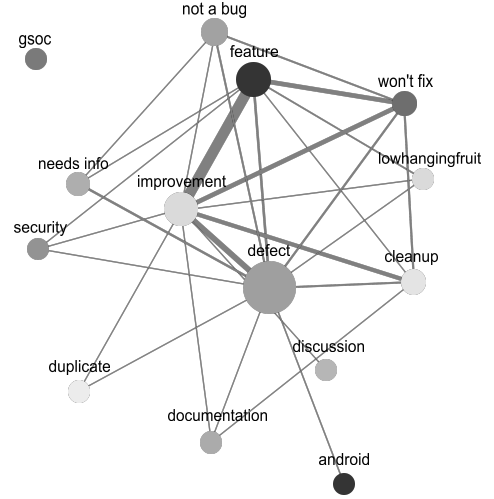 not a bug
gsoc
feature
won't fix
lowhangingfruit
needs info
improvement
security
defect
cleanup
discussion
duplicate
documentation
android